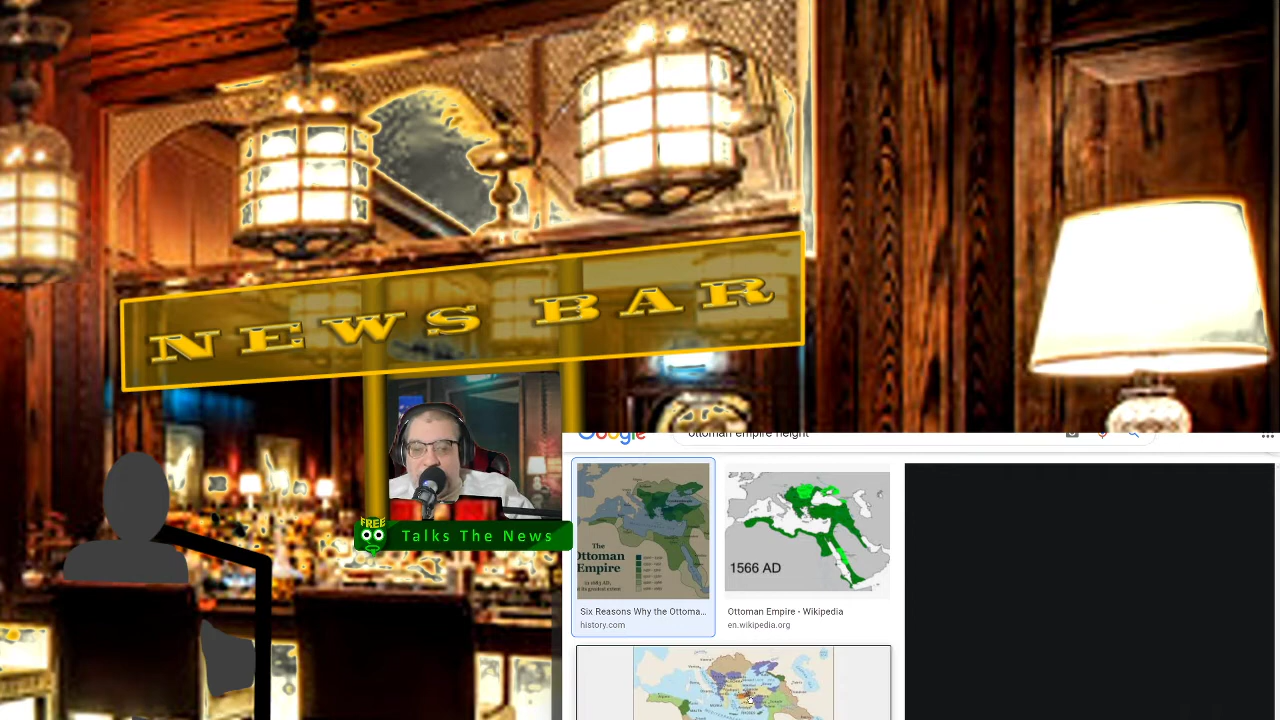 NEWS BAR
FREE
Talks The News
Google
ottoman empire height
The
Ottoman
Empire
1566 AD
Six Reasons Why the Ottoma...
history.com
Ottoman Empire - Wikipedia
en.wikipedia.org